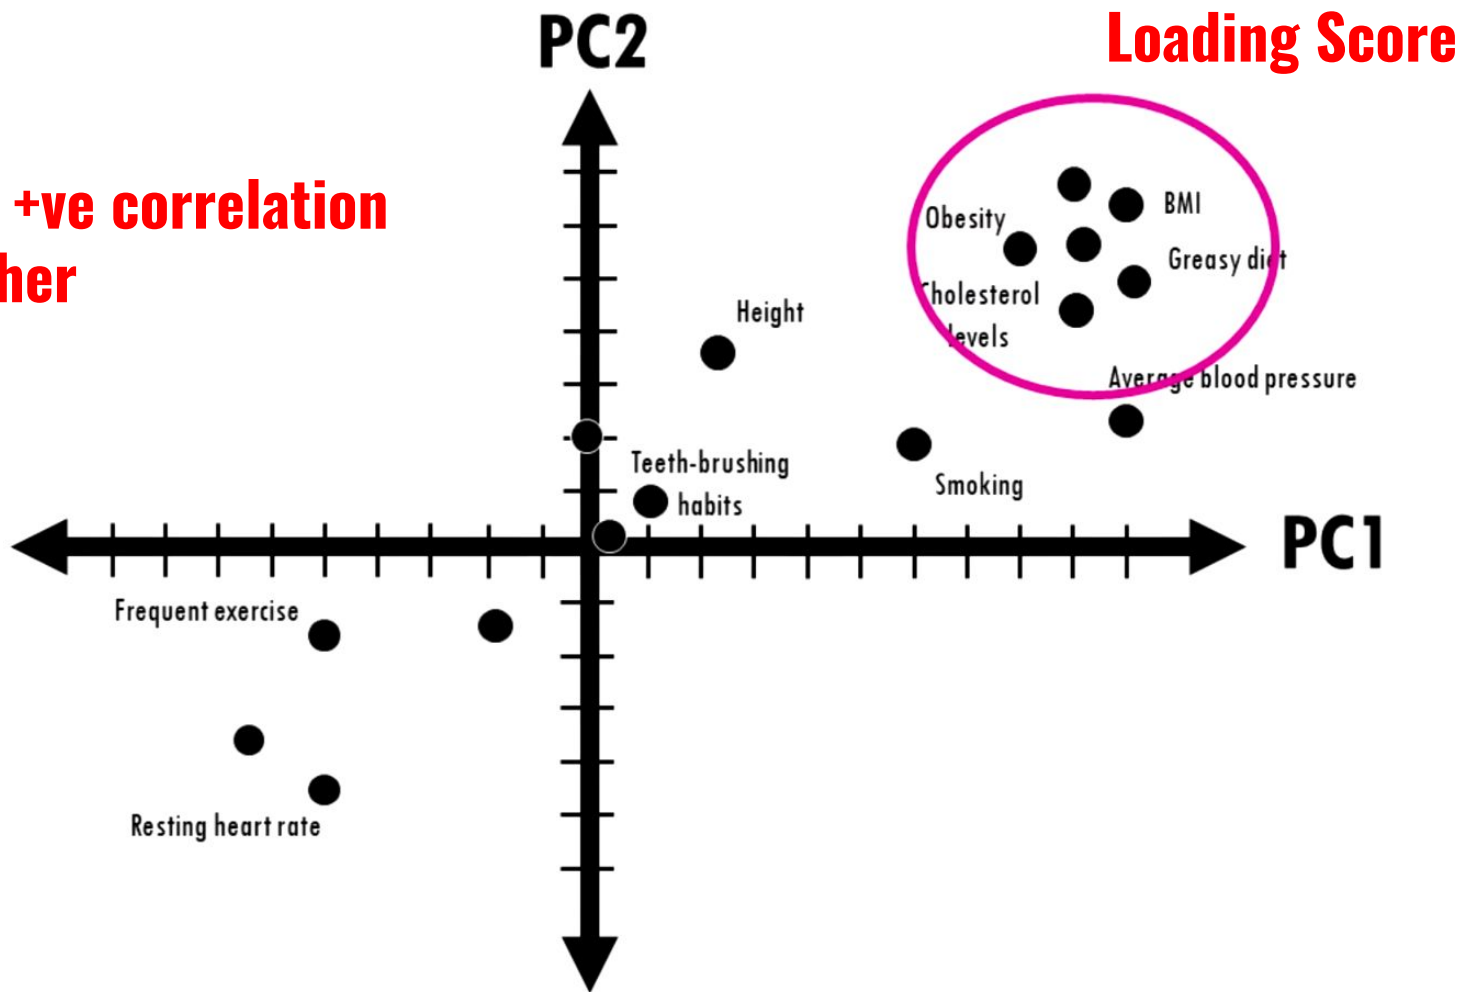 PC2
Loading Score
+ve correlation
her
BMI
Obesity
Greasy diet
Cholesterol
levels
Height
Average blood pressure
Teeth-brushing
habits
Smoking
PC1
Frequent exercise
Resting heart rate